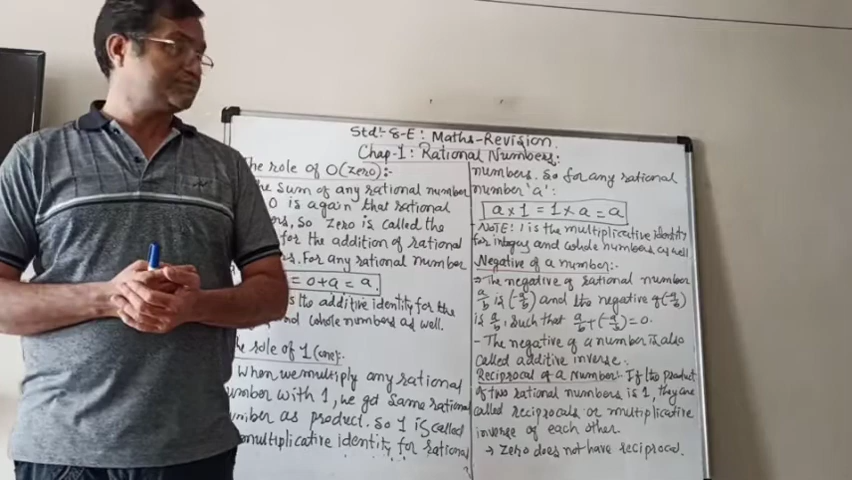 Std:- 8-E: Maths-Revision.
Chap-1: Rational Numbers:
The role of 0 (zero):-
The sum of any rational number
0 is again that rational
So zero is called the
for the addition of rational
For any rational number
= 0+a = a.
is the additive identity for the
and whole numbers as well.
role of 1 (one):
When we multiply any rational
number with 1, we get same rational
number as product. So 1 is called
multiplicative identity for rational
numbers. So for any rational
number 'a':
a x 1 = 1 x a = a
- NOTE: 1 is the multiplicative identity
for integers and whole numbers as well
Negative of a number:-
⇒ The negative of rational number
a/b is (-a/b) and the negative of (-a/b)
is a/b, such that a/b + (-a/b) = 0.
- The negative of a number is also
called additive inverse.
Reciprocal of a Number:- If the product
of two rational numbers is 1, they are
called reciprocals or multiplicative
inverse of each other.
→ Zero does not have reciprocal.